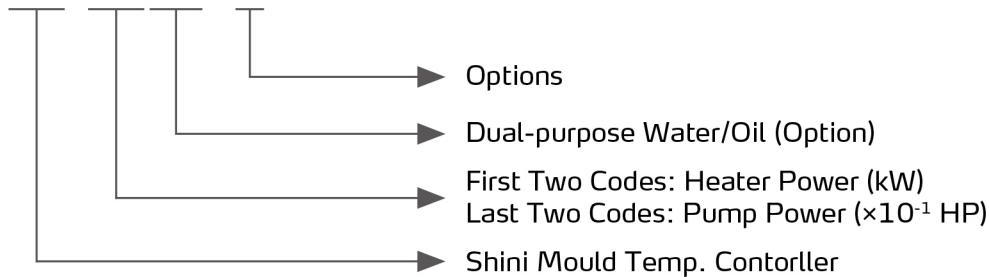 Options
Dual-purpose Water/Oil (Option)
First Two Codes: Heater Power (kW)
Last Two Codes: Pump Power (×10⁻¹ HP)
Shini Mould Temp. Contorller